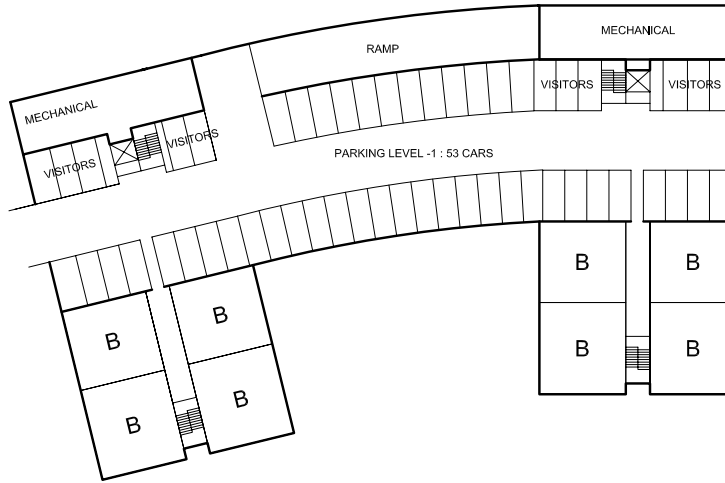 MECHANICAL
RAMP
MECHANICAL
VISITORS
VISITORS
VISITORS
VISITORS
PARKING LEVEL -1 : 53 CARS
B
B
B
B
B
B
B
B